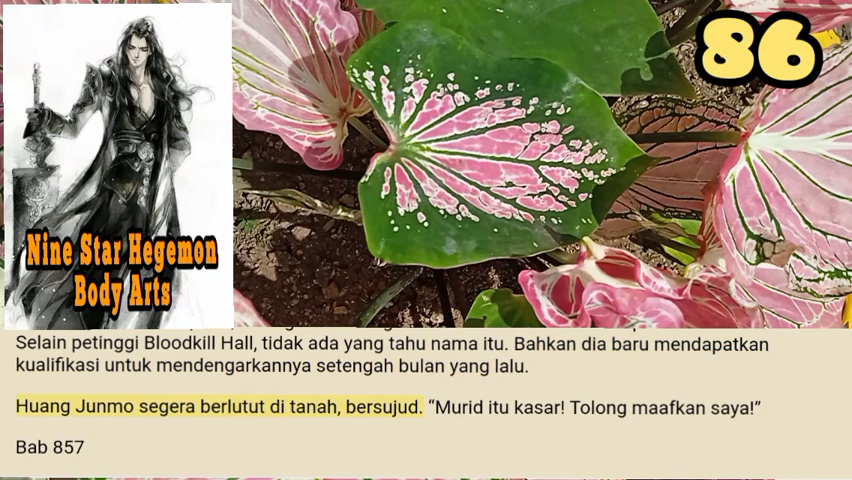 86
Nine Star Hegemon
Body Arts
Selain petinggi Bloodkill Hall, tidak ada yang tahu nama itu. Bahkan dia baru mendapatkan
kualifikasi untuk mendengarkannya setengah bulan yang lalu.
Huang Junmo segera berlutut di tanah, bersujud. “Murid itu kasar! Tolong maafkan saya!”
Bab 857